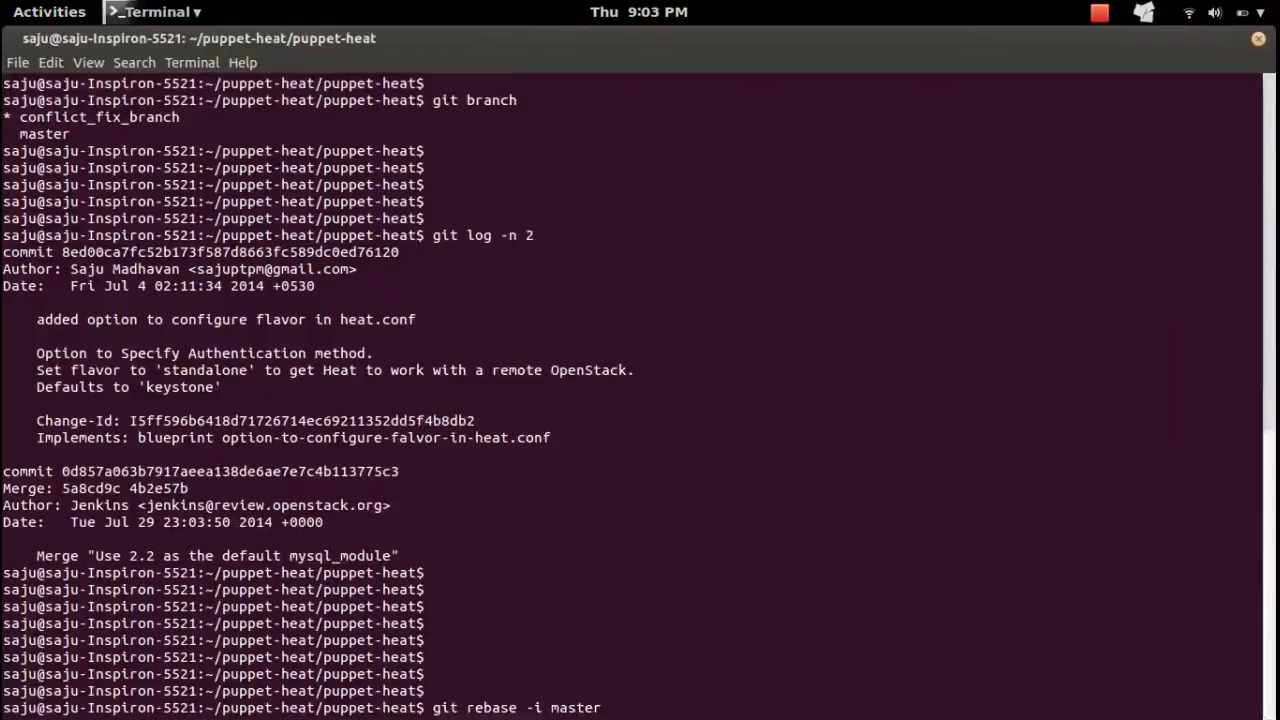 Activities
Terminal
Thu 9:03 PM
saju@saju-Inspiron-5521: ~/puppet-heat/puppet-heat
File Edit View Search Terminal Help
saju@saju-Inspiron-5521:~/puppet-heat/puppet-heat$
saju@saju-Inspiron-5521:~/puppet-heat/puppet-heat$ git branch
* conflict_fix_branch
master
saju@saju-Inspiron-5521:~/puppet-heat/puppet-heat$
saju@saju-Inspiron-5521:~/puppet-heat/puppet-heat$
saju@saju-Inspiron-5521:~/puppet-heat/puppet-heat$
saju@saju-Inspiron-5521:~/puppet-heat/puppet-heat$
saju@saju-Inspiron-5521:~/puppet-heat/puppet-heat$
saju@saju-Inspiron-5521:~/puppet-heat/puppet-heat$ git log -n 2
commit 8ed00ca7fc52b173f587d8663fc589dc0ed76120
Author: Saju Madhavan <sajuptpm@gmail.com>
Date: Fri Jul 4 02:11:34 2014 +0530
added option to configure flavor in heat.conf
Option to Specify Authentication method.
Set flavor to 'standalone' to get Heat to work with a remote OpenStack.
Defaults to 'keystone'
Change-Id: I5ff596b6418d71726714ec69211352dd5f4b8db2
Implements: blueprint option-to-configure-falvor-in-heat.conf
commit 0d857a063b7917aeea138de6ae7e7c4b113775c3
Merge: 5a8cd9c 4b2e57b
Author: Jenkins <jenkins@review.openstack.org>
Date: Tue Jul 29 23:03:50 2014 +0000
Merge "Use 2.2 as the default mysql_module"
saju@saju-Inspiron-5521:~/puppet-heat/puppet-heat$
saju@saju-Inspiron-5521:~/puppet-heat/puppet-heat$
saju@saju-Inspiron-5521:~/puppet-heat/puppet-heat$
saju@saju-Inspiron-5521:~/puppet-heat/puppet-heat$
saju@saju-Inspiron-5521:~/puppet-heat/puppet-heat$
saju@saju-Inspiron-5521:~/puppet-heat/puppet-heat$
saju@saju-Inspiron-5521:~/puppet-heat/puppet-heat$
saju@saju-Inspiron-5521:~/puppet-heat/puppet-heat$
saju@saju-Inspiron-5521:~/puppet-heat/puppet-heat$ git rebase -i master